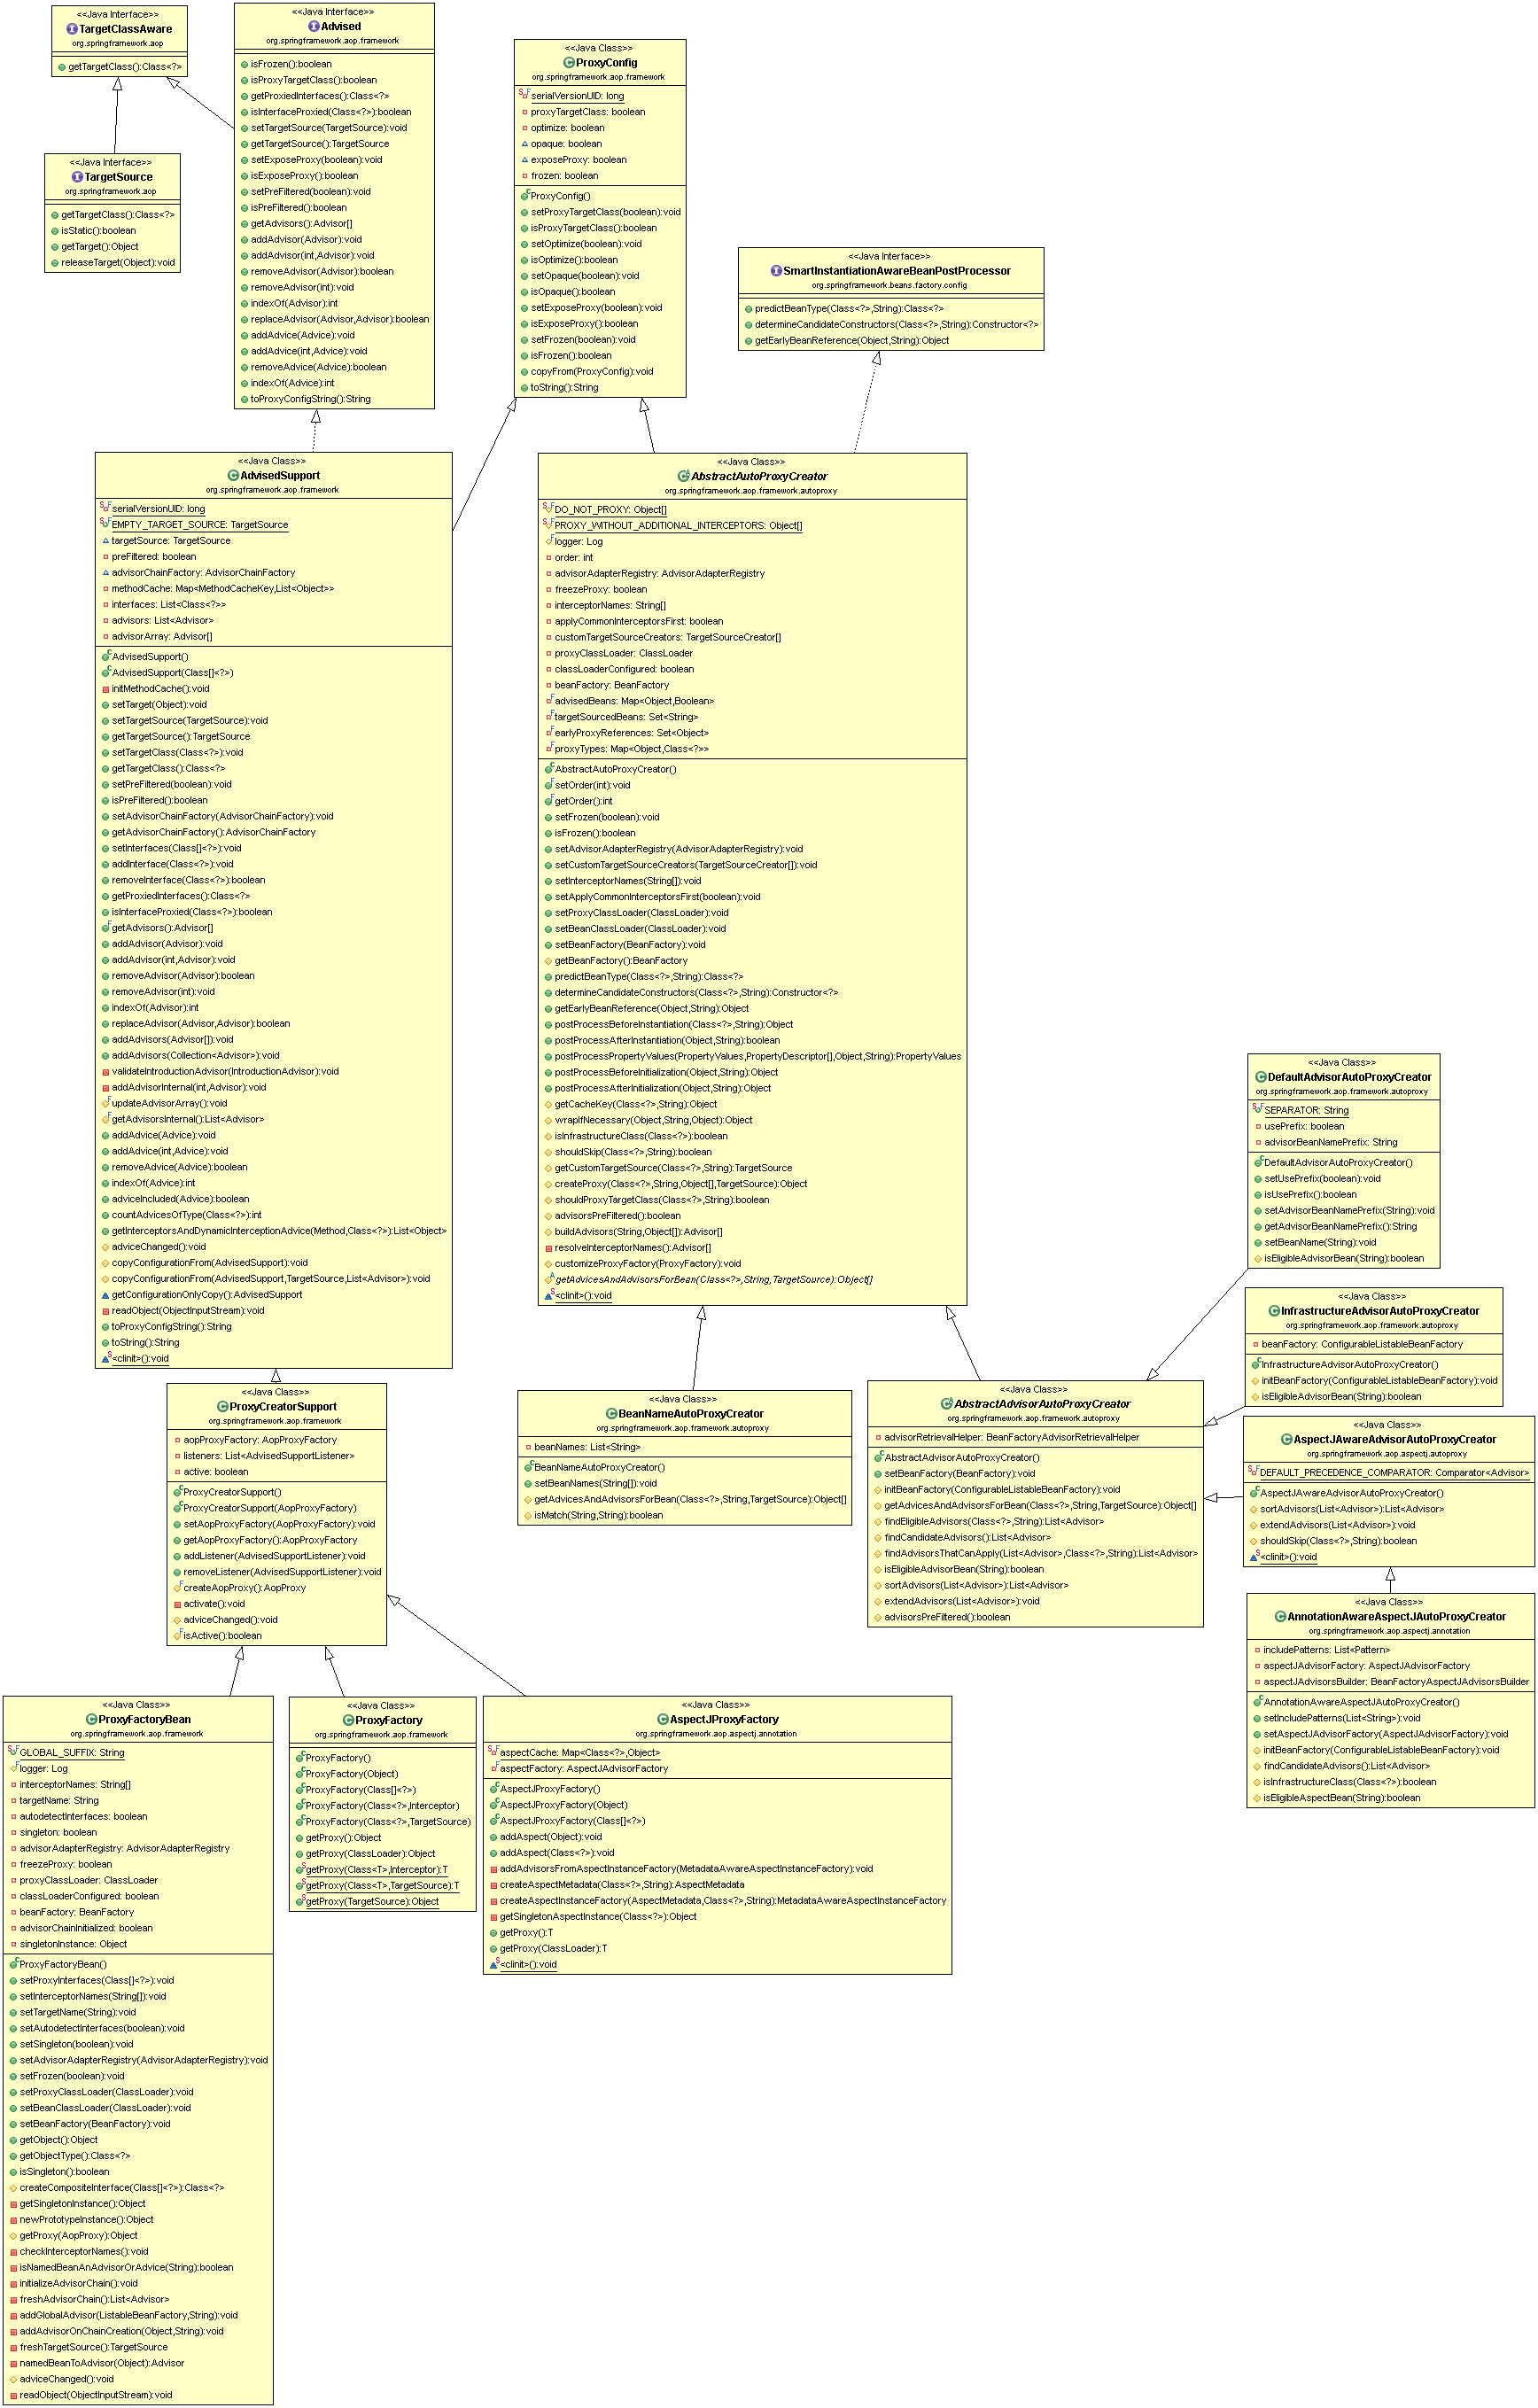 <<Java Interface>>
TargetClassAware
org.springframework.aop
getTargetClass():Class<?>
<<Java Interface>>
TargetSource
org.springframework.aop
getTargetClass():Class<?>
isStatic():boolean
getTarget():Object
releaseTarget(Object):void
<<Java Interface>>
Advised
org.springframework.aop.framework
isFrozen():boolean
isProxyTargetClass():boolean
getProxiedInterfaces():Class<?>
isInterfaceProxied(Class<?>):boolean
setTargetSource(TargetSource):void
getTargetSource():TargetSource
setExposeProxy(boolean):void
isExposeProxy():boolean
setPreFiltered(boolean):void
isPreFiltered():boolean
getAdvisors():Advisor[]
addAdvisor(Advisor):void
addAdvisor(int,Advisor):void
removeAdvisor(Advisor):boolean
removeAdvisor(int):void
indexOf(Advisor):int
replaceAdvisor(Advisor,Advisor):boolean
addAdvice(Advice):void
addAdvice(int,Advice):void
removeAdvice(Advice):boolean
indexOf(Advice):int
toProxyConfigString():String
<<Java Class>>
ProxyConfig
org.springframework.aop.framework
serialVersionUID: long
proxyTargetClass: boolean
optimize: boolean
opaque: boolean
exposeProxy: boolean
frozen: boolean
ProxyConfig()
setProxyTargetClass(boolean):void
isProxyTargetClass():boolean
setOptimize(boolean):void
isOptimize():boolean
setOpaque(boolean):void
isOpaque():boolean
setExposeProxy(boolean):void
isExposeProxy():boolean
setFrozen(boolean):void
isFrozen():boolean
copyFrom(ProxyConfig):void
toString():String
<<Java Interface>>
SmartInstantiationAwareBeanPostProcessor
org.springframework.beans.factory.config
predictBeanType(Class<?>,String):Class<?>
determineCandidateConstructors(Class<?>,String):Constructor<?>
getEarlyBeanReference(Object,String):Object
<<Java Class>>
AdvisedSupport
org.springframework.aop.framework
serialVersionUID: long
EMPTY_TARGET_SOURCE: TargetSource
targetSource: TargetSource
preFiltered: boolean
advisorChainFactory: AdvisorChainFactory
methodCache: Map<MethodCacheKey,List<Object>>
interfaces: List<Class<?>>
advisors: List<Advisor>
advisorArray: Advisor[]
AdvisedSupport()
AdvisedSupport(Class[]<?>)
initMethodCache():void
setTarget(Object):void
setTargetSource(TargetSource):void
getTargetSource():TargetSource
setTargetClass(Class<?>):void
getTargetClass():Class<?>
setPreFiltered(boolean):void
isPreFiltered():boolean
setAdvisorChainFactory(AdvisorChainFactory):void
getAdvisorChainFactory():AdvisorChainFactory
setInterfaces(Class[]<?>):void
addInterface(Class<?>):void
removeInterface(Class<?>):boolean
getProxiedInterfaces():Class<?>
isInterfaceProxied(Class<?>):boolean
getAdvisors():Advisor[]
addAdvisor(Advisor):void
addAdvisor(int,Advisor):void
removeAdvisor(Advisor):boolean
removeAdvisor(int):void
indexOf(Advisor):int
replaceAdvisor(Advisor,Advisor):boolean
addAdvisors(Advisor[]):void
addAdvisors(Collection<Advisor>):void
validateIntroductionAdvisor(IntroductionAdvisor):void
addAdvisorInternal(int,Advisor):void
updateAdvisorArray():void
getAdvisorsInternal():List<Advisor>
addAdvice(Advice):void
addAdvice(int,Advice):void
removeAdvice(Advice):boolean
indexOf(Advice):int
adviceIncluded(Advice):boolean
countAdvicesOfType(Class<?>):int
getInterceptorsAndDynamicInterceptionAdvice(Method,Class<?>):List<Object>
adviceChanged():void
copyConfigurationFrom(AdvisedSupport):void
copyConfigurationFrom(AdvisedSupport,TargetSource,List<Advisor>):void
getConfigurationOnlyCopy():AdvisedSupport
readObject(ObjectInputStream):void
toProxyConfigString():String
toString():String
<clinit>():void
<<Java Class>>
AbstractAutoProxyCreator
org.springframework.aop.framework.autoproxy
DO_NOT_PROXY: Object[]
PROXY_WITHOUT_ADDITIONAL_INTERCEPTORS: Object[]
logger: Log
order: int
advisorAdapterRegistry: AdvisorAdapterRegistry
freezeProxy: boolean
interceptorNames: String[]
applyCommonInterceptorsFirst: boolean
customTargetSourceCreators: TargetSourceCreator[]
proxyClassLoader: ClassLoader
classLoaderConfigured: boolean
beanFactory: BeanFactory
advisedBeans: Map<Object,Boolean>
targetSourcedBeans: Set<String>
earlyProxyReferences: Set<Object>
proxyTypes: Map<Object,Class<?>>
AbstractAutoProxyCreator()
setOrder(int):void
getOrder():int
setFrozen(boolean):void
isFrozen():boolean
setAdvisorAdapterRegistry(AdvisorAdapterRegistry):void
setCustomTargetSourceCreators(TargetSourceCreator[]):void
setInterceptorNames(String[]):void
setApplyCommonInterceptorsFirst(boolean):void
setProxyClassLoader(ClassLoader):void
setBeanClassLoader(ClassLoader):void
setBeanFactory(BeanFactory):void
getBeanFactory():BeanFactory
predictBeanType(Class<?>,String):Class<?>
determineCandidateConstructors(Class<?>,String):Constructor<?>
getEarlyBeanReference(Object,String):Object
postProcessBeforeInstantiation(Class<?>,String):Object
postProcessAfterInstantiation(Object,String):boolean
postProcessPropertyValues(PropertyValues,PropertyDescriptor[],Object,String):PropertyValues
postProcessBeforeInitialization(Object,String):Object
postProcessAfterInitialization(Object,String):Object
getCacheKey(Class<?>,String):Object
wrapIfNecessary(Object,String,Object):Object
isInfrastructureClass(Class<?>):boolean
shouldSkip(Class<?>,String):boolean
getCustomTargetSource(Class<?>,String):TargetSource
createProxy(Class<?>,String,Object[],TargetSource):Object
shouldProxyTargetClass(Class<?>,String):boolean
advisorsPreFiltered():boolean
buildAdvisors(String,Object[]):Advisor[]
resolveInterceptorNames():Advisor[]
customizeProxyFactory(ProxyFactory):void
getAdvicesAndAdvisorsForBean(Class<?>,String,TargetSource):Object[]
<clinit>():void
<<Java Class>>
DefaultAdvisorAutoProxyCreator
org.springframework.aop.framework.autoproxy
SEPARATOR: String
usePrefix: boolean
advisorBeanNamePrefix: String
DefaultAdvisorAutoProxyCreator()
setUsePrefix(boolean):void
isUsePrefix():boolean
setAdvisorBeanNamePrefix(String):void
getAdvisorBeanNamePrefix():String
setBeanName(String):void
isEligibleAdvisorBean(String):boolean
<<Java Class>>
InfrastructureAdvisorAutoProxyCreator
org.springframework.aop.framework.autoproxy
beanFactory: ConfigurableListableBeanFactory
InfrastructureAdvisorAutoProxyCreator()
initBeanFactory(ConfigurableListableBeanFactory):void
isEligibleAdvisorBean(String):boolean
<<Java Class>>
ProxyCreatorSupport
org.springframework.aop.framework
aopProxyFactory: AopProxyFactory
listeners: List<AdvisedSupportListener>
active: boolean
ProxyCreatorSupport()
ProxyCreatorSupport(AopProxyFactory)
setAopProxyFactory(AopProxyFactory):void
getAopProxyFactory():AopProxyFactory
addListener(AdvisedSupportListener):void
removeListener(AdvisedSupportListener):void
createAopProxy():AopProxy
activate():void
adviceChanged():void
isActive():boolean
<<Java Class>>
BeanNameAutoProxyCreator
org.springframework.aop.framework.autoproxy
beanNames: List<String>
BeanNameAutoProxyCreator()
setBeanNames(String[]):void
getAdvicesAndAdvisorsForBean(Class<?>,String,TargetSource):Object[]
isMatch(String,String):boolean
<<Java Class>>
AbstractAdvisorAutoProxyCreator
org.springframework.aop.framework.autoproxy
advisorRetrievalHelper: BeanFactoryAdvisorRetrievalHelper
AbstractAdvisorAutoProxyCreator()
setBeanFactory(BeanFactory):void
initBeanFactory(ConfigurableListableBeanFactory):void
getAdvicesAndAdvisorsForBean(Class<?>,String,TargetSource):Object[]
findEligibleAdvisors(Class<?>,String):List<Advisor>
findCandidateAdvisors():List<Advisor>
findAdvisorsThatCanApply(List<Advisor>,Class<?>,String):List<Advisor>
isEligibleAdvisorBean(String):boolean
sortAdvisors(List<Advisor>):List<Advisor>
extendAdvisors(List<Advisor>):void
advisorsPreFiltered():boolean
<<Java Class>>
AspectJAwareAdvisorAutoProxyCreator
org.springframework.aop.aspectj.autoproxy
DEFAULT_PRECEDENCE_COMPARATOR: Comparator<Advisor>
AspectJAwareAdvisorAutoProxyCreator()
sortAdvisors(List<Advisor>):List<Advisor>
extendAdvisors(List<Advisor>):void
shouldSkip(Class<?>,String):boolean
<clinit>():void
<<Java Class>>
AnnotationAwareAspectJAutoProxyCreator
org.springframework.aop.aspectj.annotation
includePatterns: List<Pattern>
aspectJAdvisorFactory: AspectJAdvisorFactory
aspectJAdvisorsBuilder: BeanFactoryAspectJAdvisorsBuilder
AnnotationAwareAspectJAutoProxyCreator()
setIncludePatterns(List<String>):void
setAspectJAdvisorFactory(AspectJAdvisorFactory):void
initBeanFactory(ConfigurableListableBeanFactory):void
findCandidateAdvisors():List<Advisor>
isInfrastructureClass(Class<?>):boolean
isEligibleAspectBean(String):boolean
<<Java Class>>
ProxyFactoryBean
org.springframework.aop.framework
GLOBAL_SUFFIX: String
logger: Log
interceptorNames: String[]
targetName: String
autodetectInterfaces: boolean
singleton: boolean
advisorAdapterRegistry: AdvisorAdapterRegistry
freezeProxy: boolean
proxyClassLoader: ClassLoader
classLoaderConfigured: boolean
beanFactory: BeanFactory
advisorChainInitialized: boolean
singletonInstance: Object
ProxyFactoryBean()
setProxyInterfaces(Class[]<?>):void
setInterceptorNames(String[]):void
setTargetName(String):void
setAutodetectInterfaces(boolean):void
setSingleton(boolean):void
setAdvisorAdapterRegistry(AdvisorAdapterRegistry):void
setFrozen(boolean):void
setProxyClassLoader(ClassLoader):void
setBeanClassLoader(ClassLoader):void
setBeanFactory(BeanFactory):void
getObject():Object
getObjectType():Class<?>
isSingleton():boolean
createCompositeInterface(Class[]<?>):Class<?>
getSingletonInstance():Object
newPrototypeInstance():Object
getProxy(AopProxy):Object
checkInterceptorNames():void
isNamedBeanAnAdvisorOrAdvice(String):boolean
initializeAdvisorChain():void
freshAdvisorChain():List<Advisor>
addGlobalAdvisor(ListableBeanFactory,String):void
addAdvisorOnChainCreation(Object,String):void
freshTargetSource():TargetSource
namedBeanToAdvisor(Object):Advisor
adviceChanged():void
readObject(ObjectInputStream):void
<<Java Class>>
ProxyFactory
org.springframework.aop.framework
ProxyFactory()
ProxyFactory(Object)
ProxyFactory(Class[]<?>)
ProxyFactory(Class<?>,Interceptor)
ProxyFactory(Class<?>,TargetSource)
getProxy():Object
getProxy(ClassLoader):Object
getProxy(Class<T>,Interceptor):T
getProxy(Class<T>,TargetSource):T
getProxy(TargetSource):Object
<<Java Class>>
AspectJProxyFactory
org.springframework.aop.aspectj.annotation
aspectCache: Map<Class<?>,Object>
aspectFactory: AspectJAdvisorFactory
AspectJProxyFactory()
AspectJProxyFactory(Object)
AspectJProxyFactory(Class[]<?>)
addAspect(Object):void
addAspect(Class<?>):void
addAdvisorsFromAspectInstanceFactory(MetadataAwareAspectInstanceFactory):void
createAspectMetadata(Class<?>,String):AspectMetadata
createAspectInstanceFactory(AspectMetadata,Class<?>,String):MetadataAwareAspectInstanceFactory
getSingletonAspectInstance(Class<?>):Object
getProxy():T
getProxy(ClassLoader):T
<clinit>():void